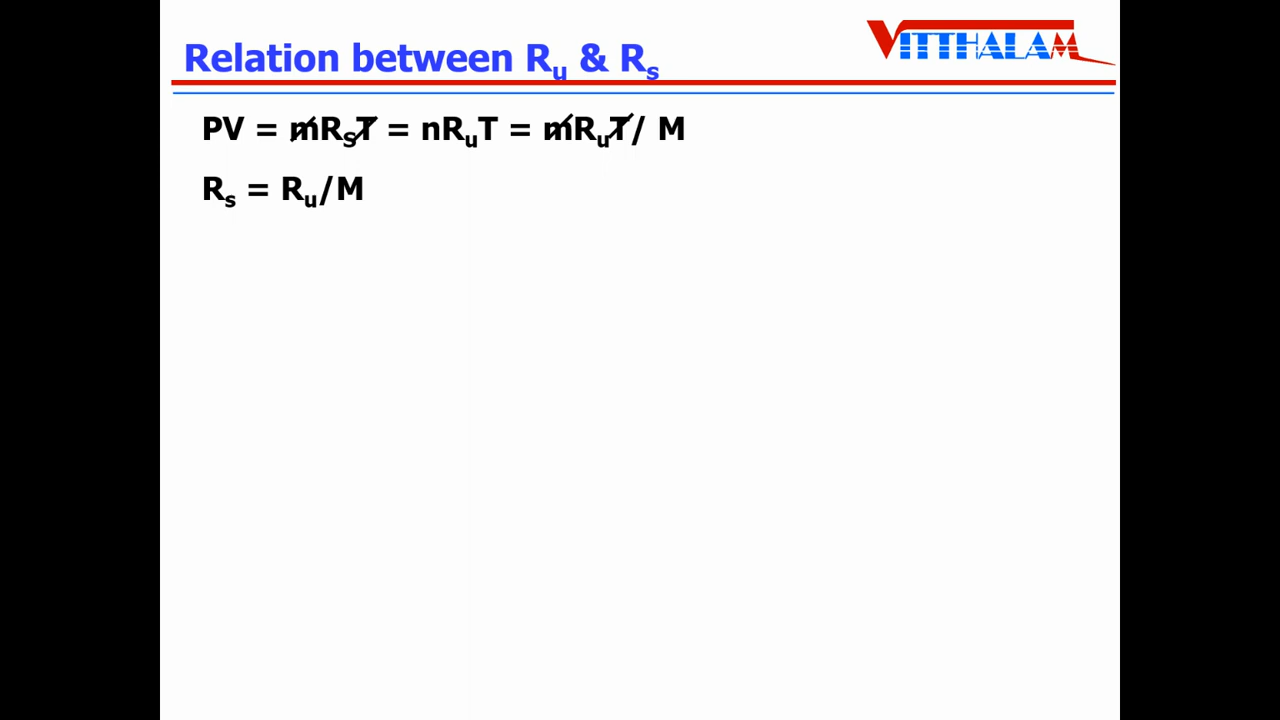 VITTHALAM
Relation between Ru & Rs
PV = mRsT = nRuT = mRuT/ M
Rs = Ru/M